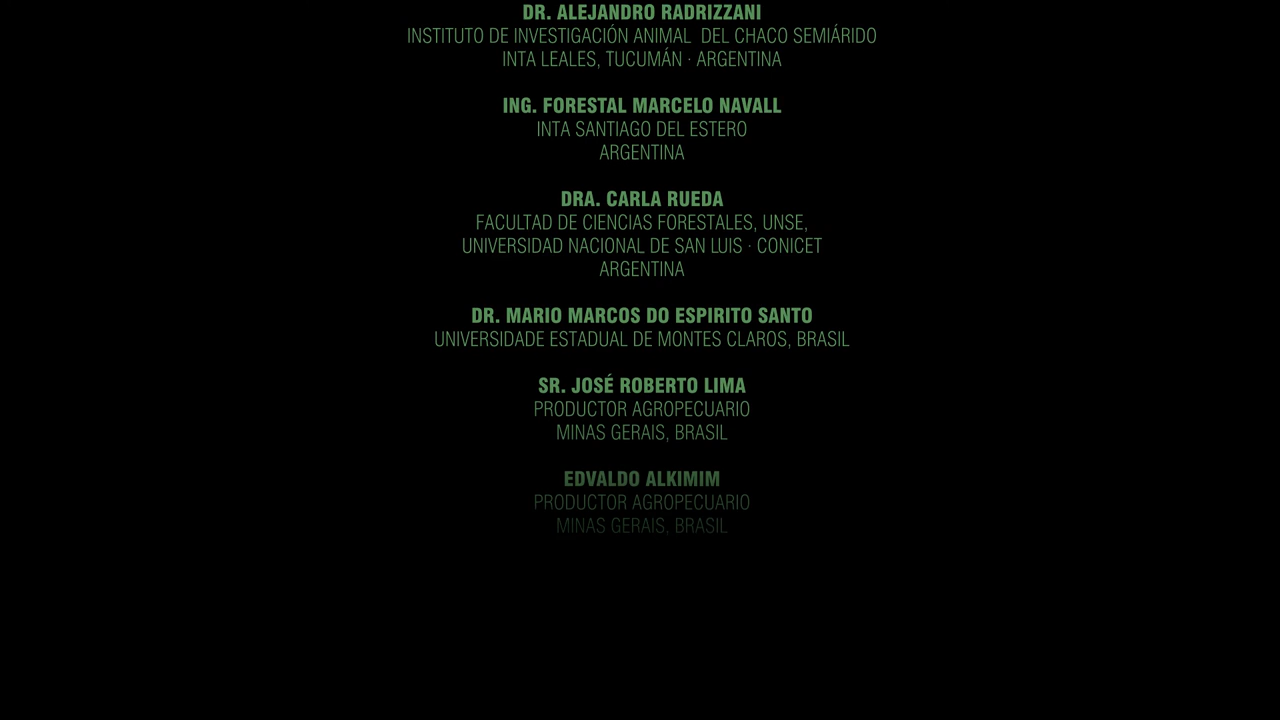 DR. ALEJANDRO RADRIZZANI
INSTITUTO DE INVESTIGACIÓN ANIMAL DEL CHACO SEMIÁRIDO
INTA LEALES, TUCUMÁN · ARGENTINA
ING. FORESTAL MARCELO NAVALL
INTA SANTIAGO DEL ESTERO
ARGENTINA
DRA. CARLA RUEDA
FACULTAD DE CIENCIAS FORESTALES, UNSE,
UNIVERSIDAD NACIONAL DE SAN LUIS · CONICET
ARGENTINA
DR. MARIO MARCOS DO ESPIRITO SANTO
UNIVERSIDADE ESTADUAL DE MONTES CLAROS, BRASIL
SR. JOSÉ ROBERTO LIMA
PRODUCTOR AGROPECUARIO
MINAS GERAIS, BRASIL
EDVALDO ALKIMIM
PRODUCTOR AGROPECUARIO
MINAS GERAIS, BRASIL